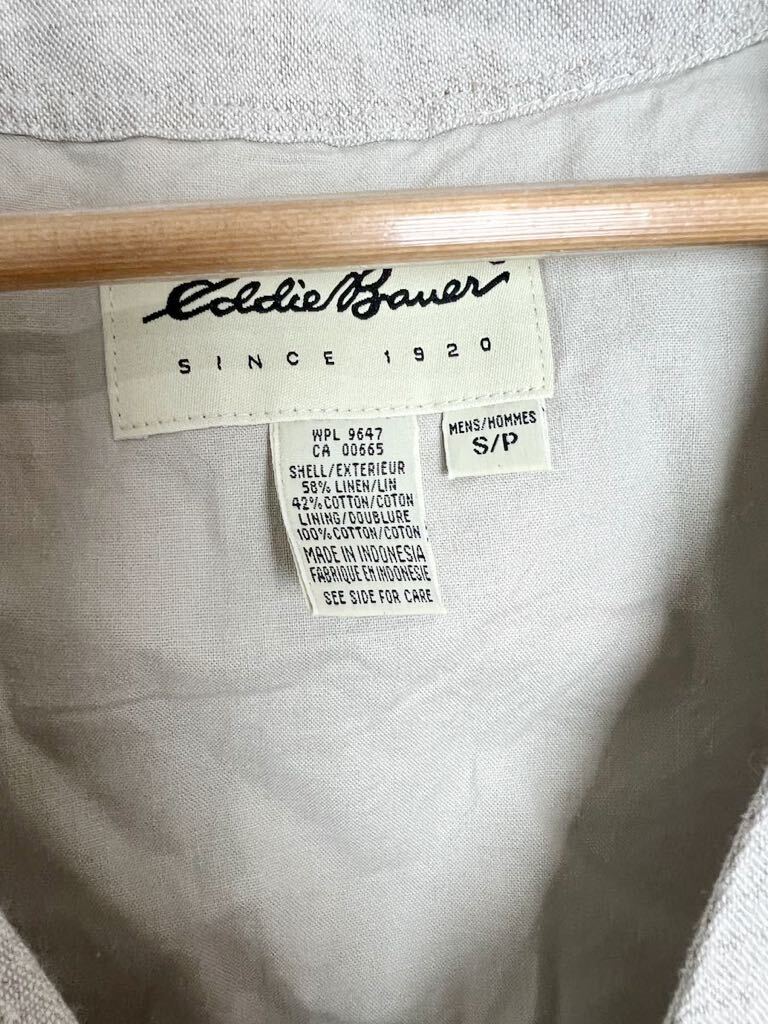 Eddie Bauer
SINCE 1920
WPL 9647
CA 00665
SHELL/EXTERIEUR
58% LINEN/LIN
42% COTTON/COTON
LINING/DOUBLURE
100% COTTON/COTON
MADE IN INDONESIA
FABRIQUE EN INDONESIE
SEE SIDE FOR CARE
MENS/HOMMES
S/P